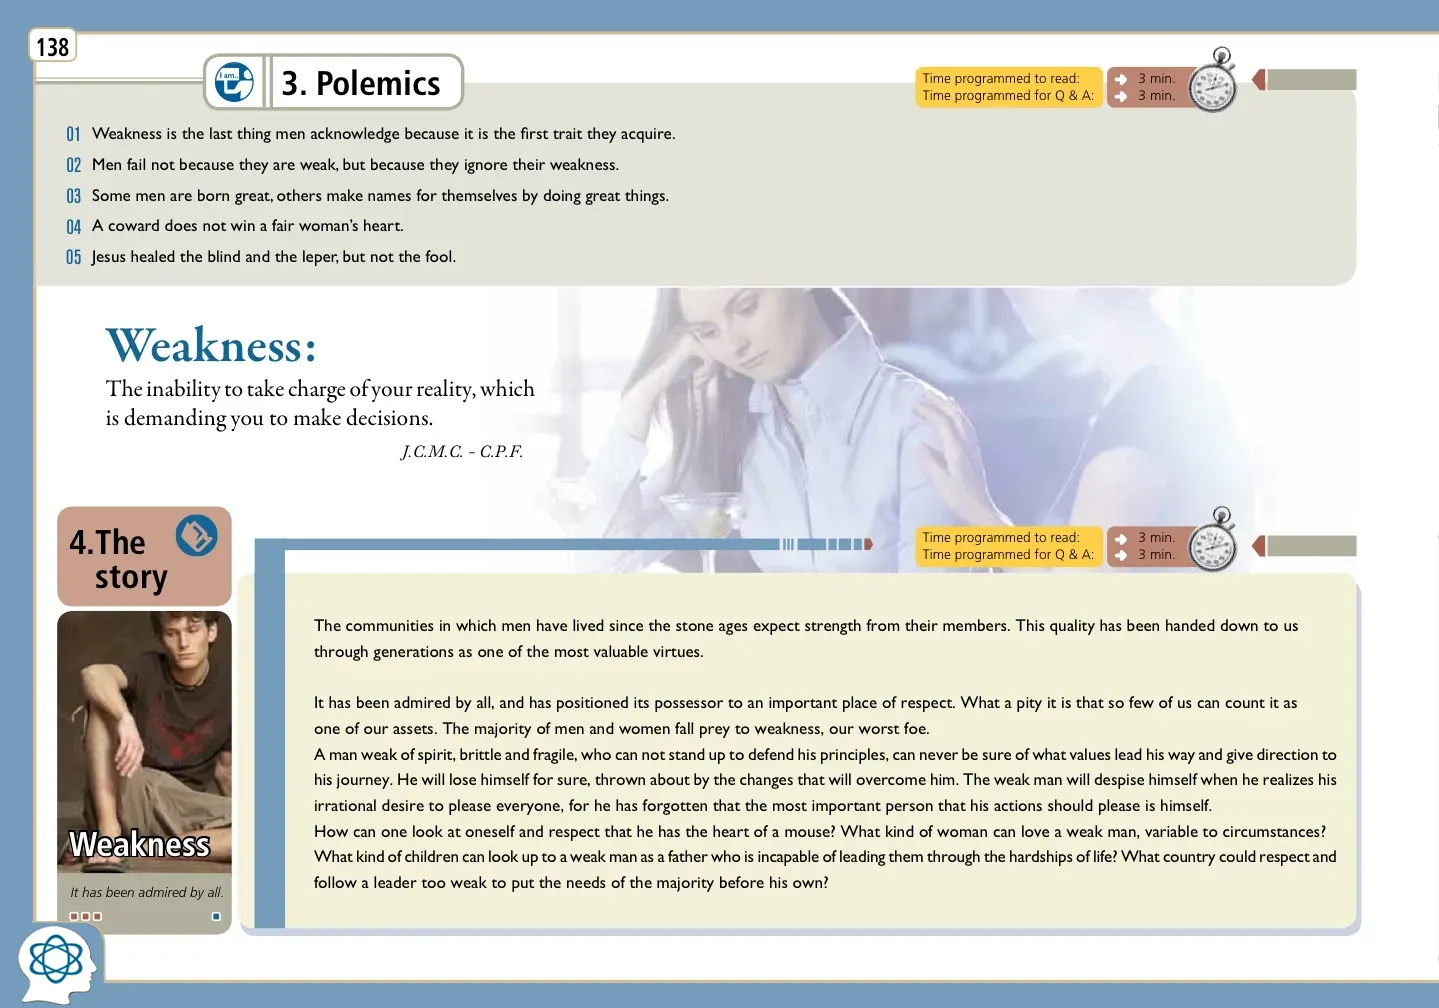 138
I am...
3. Polemics
Time programmed to read: 3 min.
Time programmed for Q & A: 3 min.
01 Weakness is the last thing men acknowledge because it is the first trait they acquire.
02 Men fail not because they are weak, but because they ignore their weakness.
03 Some men are born great, others make names for themselves by doing great things.
04 A coward does not win a fair woman's heart.
05 Jesus healed the blind and the leper, but not the fool.
Weakness:
The inability to take charge of your reality, which
is demanding you to make decisions.
J.C.M.C. - C.P.F.
4. The
story
Time programmed to read: 3 min.
Time programmed for Q & A: 3 min.
Weakness
It has been admired by all.
The communities in which men have lived since the stone ages expect strength from their members. This quality has been handed down to us
through generations as one of the most valuable virtues.
It has been admired by all, and has positioned its possessor to an important place of respect. What a pity it is that so few of us can count it as
one of our assets. The majority of men and women fall prey to weakness, our worst foe.
A man weak of spirit, brittle and fragile, who can not stand up to defend his principles, can never be sure of what values lead his way and give direction to
his journey. He will lose himself for sure, thrown about by the changes that will overcome him. The weak man will despise himself when he realizes his
irrational desire to please everyone, for he has forgotten that the most important person that his actions should please is himself.
How can one look at oneself and respect that he has the heart of a mouse? What kind of woman can love a weak man, variable to circumstances?
What kind of children can look up to a weak man as a father who is incapable of leading them through the hardships of life? What country could respect and
follow a leader too weak to put the needs of the majority before his own?